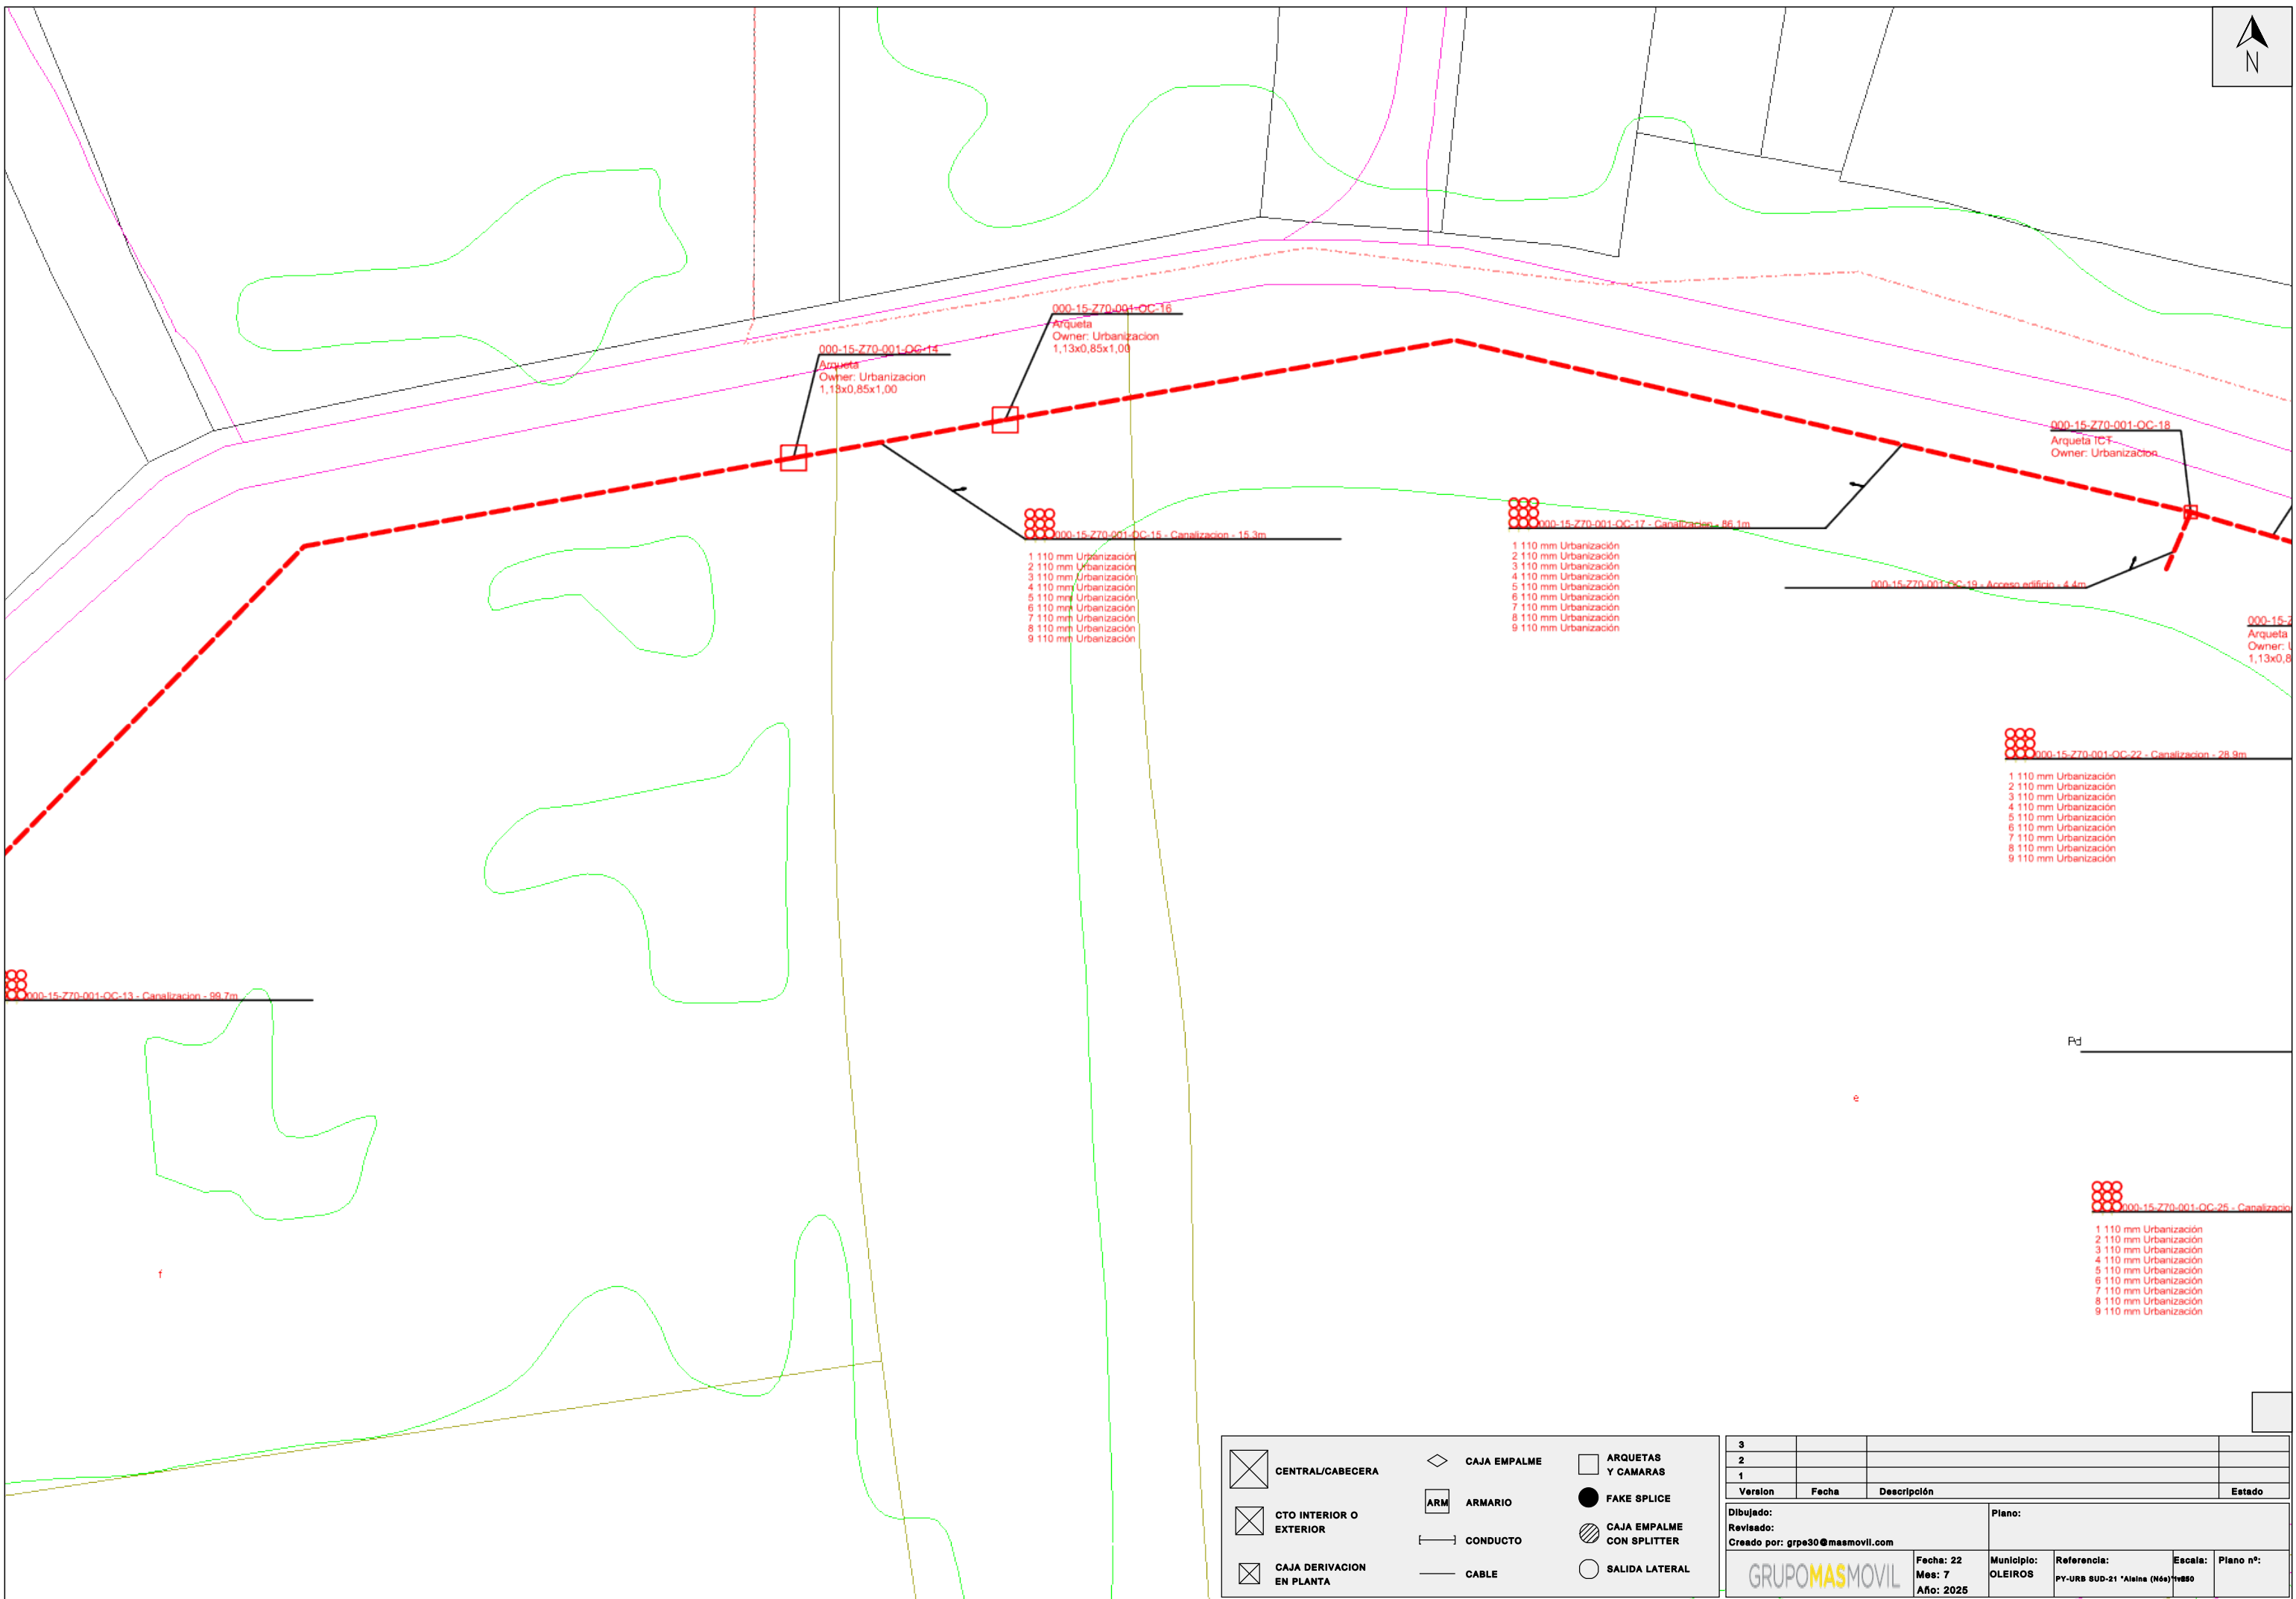 N
000-15-Z70-001-OC-16
Arqueta
Owner: Urbanizacion
1,13x0,85x1,00
000-15-Z70-001-OC-14
Arqueta
Owner: Urbanizacion
1,13x0,85x1,00
000-15-Z70-001-OC-18
Arqueta ICT
Owner: Urbanizacion
000-15-Z70-001-OC-15 - Canalizacion - 15.3m
1 110 mm Urbanización
2 110 mm Urbanización
3 110 mm Urbanización
4 110 mm Urbanización
5 110 mm Urbanización
6 110 mm Urbanización
7 110 mm Urbanización
8 110 mm Urbanización
9 110 mm Urbanización
000-15-Z70-001-OC-17 - Canalizacion - 86.1m
1 110 mm Urbanización
2 110 mm Urbanización
3 110 mm Urbanización
4 110 mm Urbanización
5 110 mm Urbanización
6 110 mm Urbanización
7 110 mm Urbanización
8 110 mm Urbanización
9 110 mm Urbanización
000-15-Z70-001-OC-19 - Acceso edificio - 4.4m
000-15-Z
Arqueta
Owner: U
1,13x0,8
000-15-Z70-001-OC-22 - Canalizacion - 28.9m
1 110 mm Urbanización
2 110 mm Urbanización
3 110 mm Urbanización
4 110 mm Urbanización
5 110 mm Urbanización
6 110 mm Urbanización
7 110 mm Urbanización
8 110 mm Urbanización
9 110 mm Urbanización
000-15-Z70-001-OC-13 - Canalizacion - 99.7m
Pd
e
000-15-Z70-001-OC-25 - Canalizacio
1 110 mm Urbanización
2 110 mm Urbanización
3 110 mm Urbanización
4 110 mm Urbanización
5 110 mm Urbanización
6 110 mm Urbanización
7 110 mm Urbanización
8 110 mm Urbanización
9 110 mm Urbanización
f
CENTRAL/CABECERA
CTO INTERIOR O
EXTERIOR
CAJA DERIVACION
EN PLANTA
CAJA EMPALME
ARM ARMARIO
CONDUCTO
CABLE
ARQUETAS
Y CAMARAS
FAKE SPLICE
CAJA EMPALME
CON SPLITTER
SALIDA LATERAL
3
2
1
Version Fecha Descripción Estado
Dibujado:
Revisado:
Creado por: grpe30@masmovil.com
Plano:
GRUPOMASMOVIL
Fecha: 22
Mes: 7
Año: 2025
Municipio:
OLEIROS
Referencia:
PY-URB SUD-21 "Alsina (Nós)"
Escala:
Plano nº: